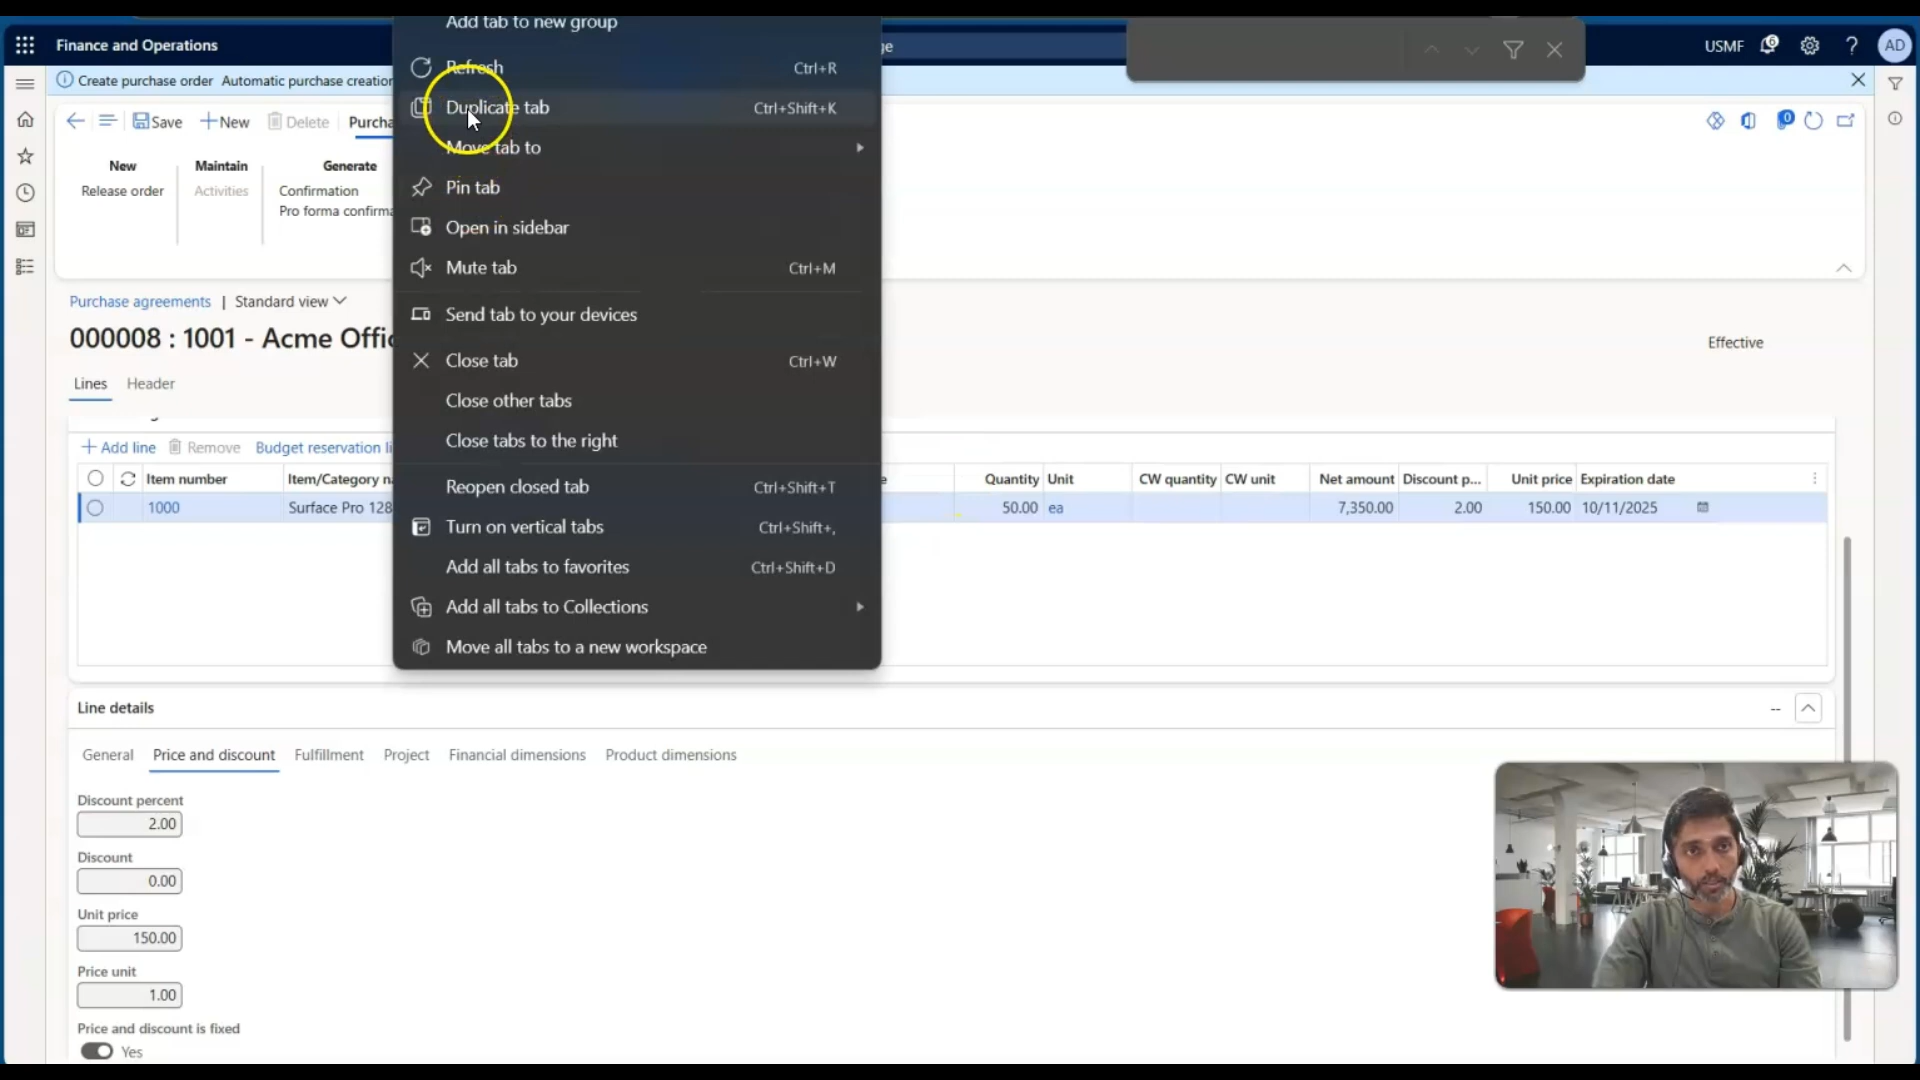 Add tab to new group
Finance and Operations
ge
USMF
6
?
AD
Refresh Ctrl+R
Create purchase order Automatic purchase creation
Duplicate tab Ctrl+Shift+K
Save
New
Delete
Purcha
0
Move tab to
New
Release order
Maintain
Activities
Generate
Confirmation
Pro forma confirma
Pin tab
Open in sidebar
Mute tab Ctrl+M
Purchase agreements | Standard view
Send tab to your devices
000008 : 1001 - Acme Offic
Effective
Close tab Ctrl+W
Lines Header
Close other tabs
Close tabs to the right
Add line Remove Budget reservation li
Item number Item/Category na e Quantity Unit CW quantity CW unit Net amount Discount p... Unit price Expiration date
Reopen closed tab Ctrl+Shift+T
1000 Surface Pro 128 50.00 ea 7,350.00 2.00 150.00 10/11/2025
Turn on vertical tabs Ctrl+Shift+,
Add all tabs to favorites Ctrl+Shift+D
Add all tabs to Collections
Move all tabs to a new workspace
Line details
--
General Price and discount Fulfillment Project Financial dimensions Product dimensions
Discount percent
2.00
Discount
0.00
Unit price
150.00
Price unit
1.00
Price and discount is fixed
Yes